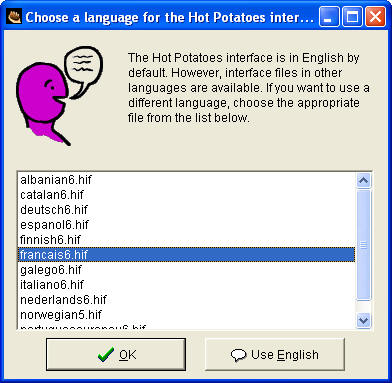 Choose a language for the Hot Potatoes inter...
The Hot Potatoes interface is in English by
default. However, interface files in other
languages are available. If you want to use a
different language, choose the appropriate
file from the list below.
albanian6.hif
catalan6.hif
deutsch6.hif
espanol6.hif
finnish6.hif
francais6.hif
galego6.hif
italiano6.hif
nederlands6.hif
norwegian5.hif
OK
Use English